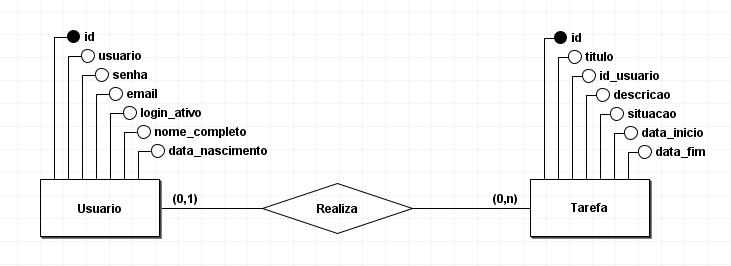 id
usuario
senha
email
login_ativo
nome_completo
data_nascimento
Usuario
(0,1)
Realiza
(0,n)
id
titulo
id_usuario
descricao
situacao
data_inicio
data_fim
Tarefa